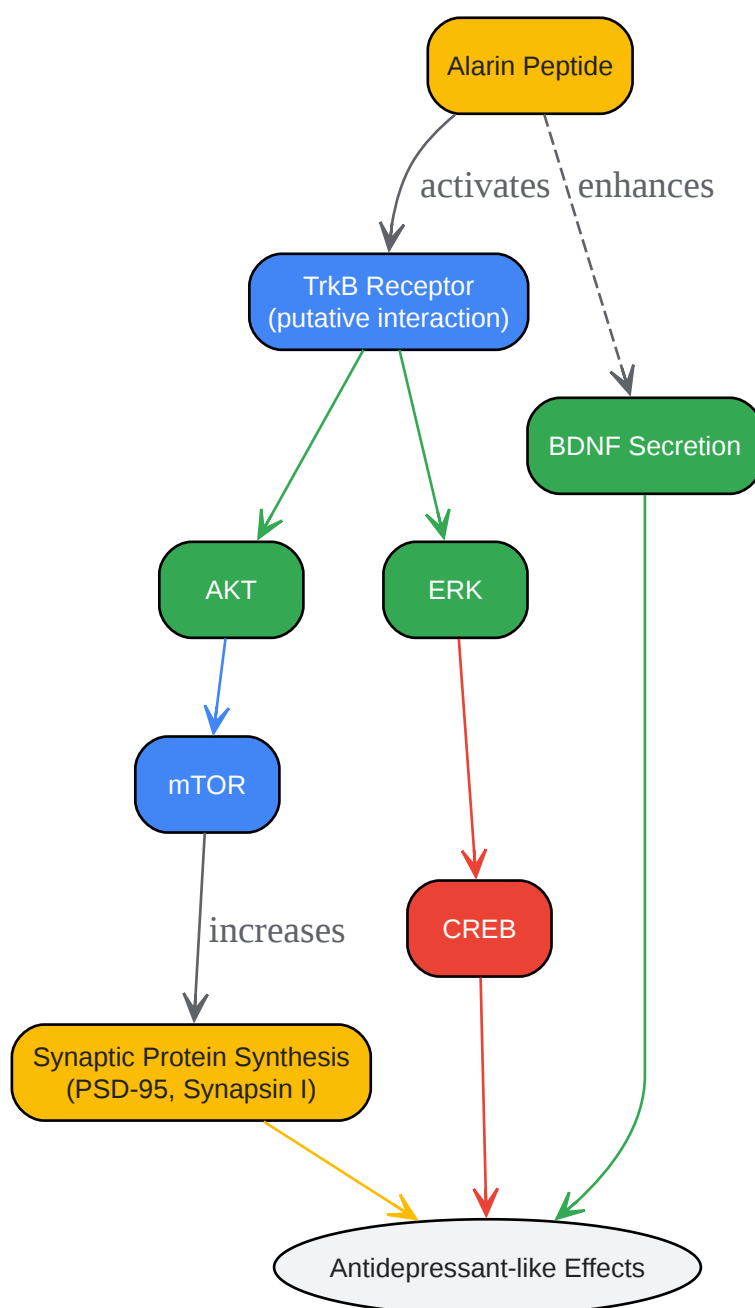 Alarin Peptide
activates
enhances
TrkB Receptor
(putative interaction)
BDNF Secretion
AKT
ERK
mTOR
increases
CREB
Synaptic Protein Synthesis
(PSD-95, Synapsin I)
Antidepressant-like Effects